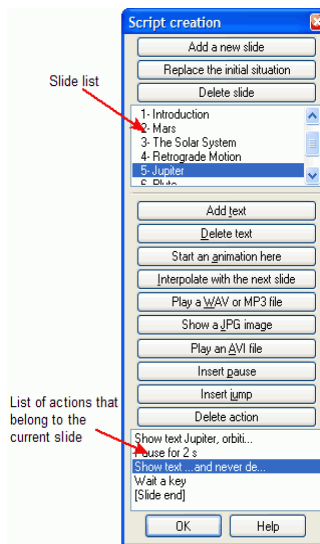 Script creation
Add a new slide
Replace the initial situation
Delete slide
Slide list
1- Introduction
2- Mars
3- The Solar System
4- Retrograde Motion
5- Jupiter
6- Pluto
Add text
Delete text
Start an animation here
Interpolate with the next slide
Play a WAV or MP3 file
Show a JPG image
Play an AVI file
Insert pause
Insert jump
Delete action
List of actions that
belong to the
current slide
Show text Jupiter, orbiti...
Pause for 2 s
Show text ...and never de...
Wait a key
[Slide end]
OK
Help